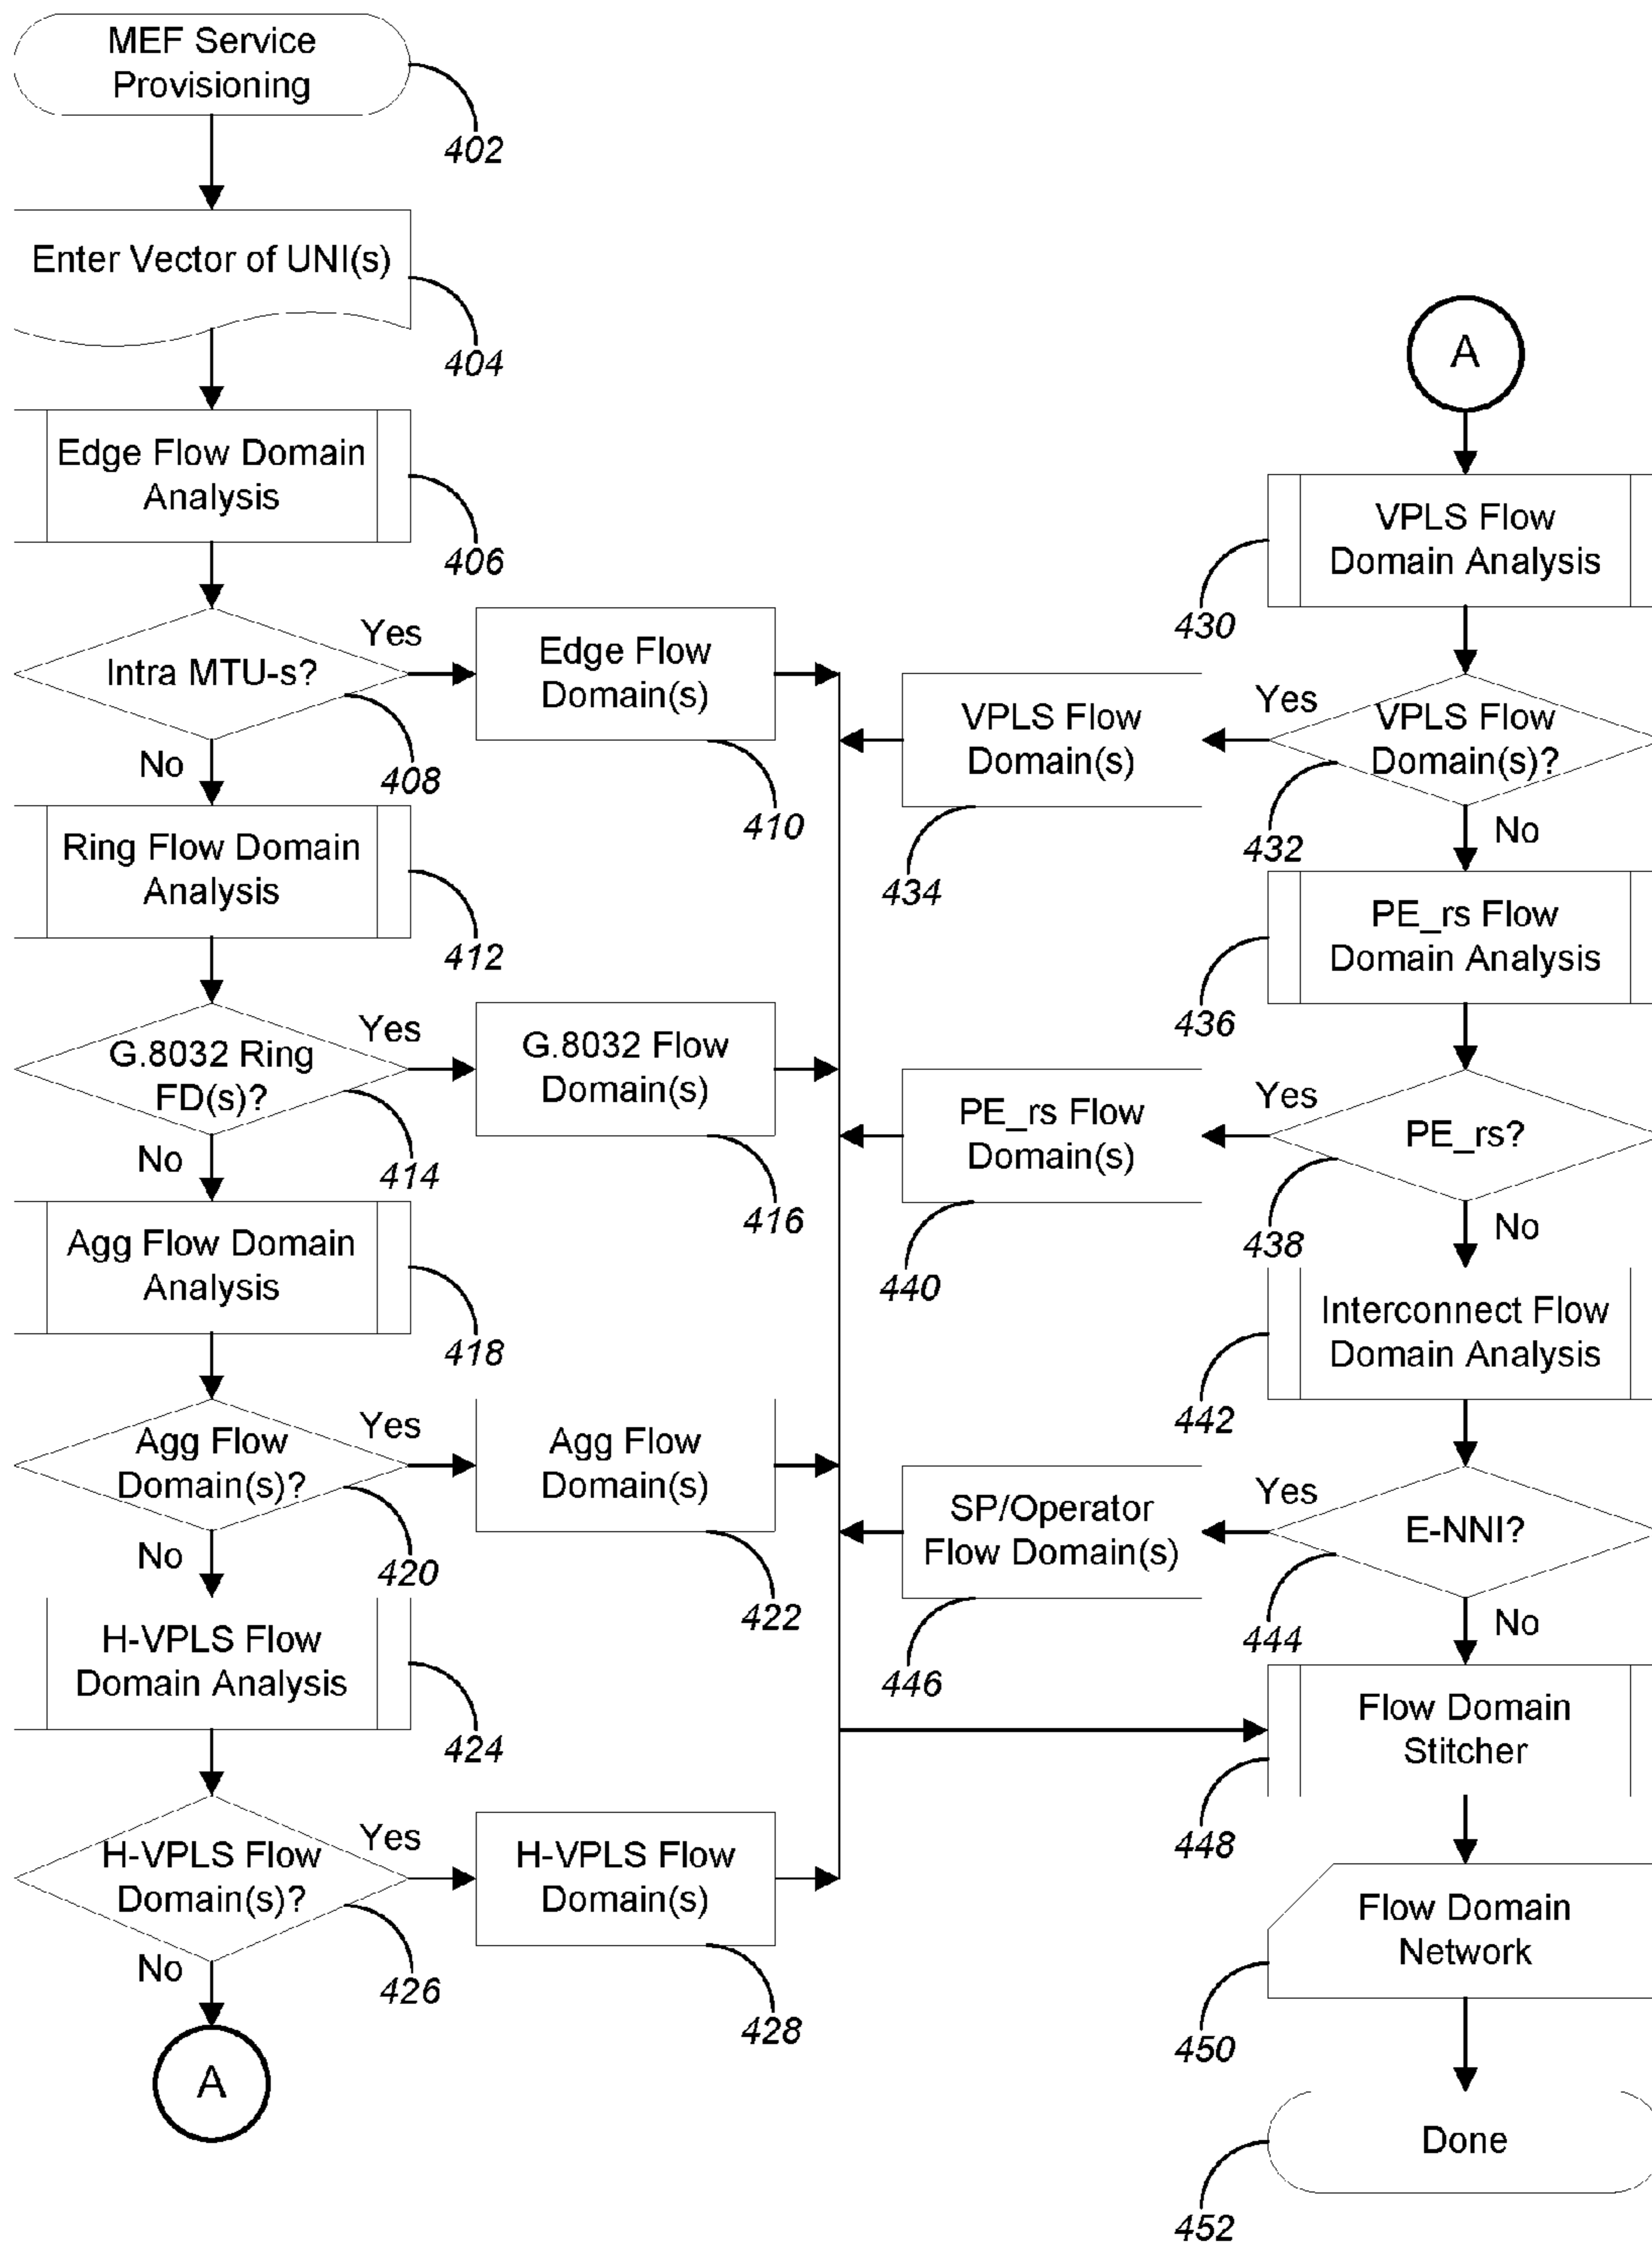 MEF Service
Provisioning
402
Enter Vector of UNI(s)
404
Edge Flow Domain
Analysis
406
Intra MTU-s?
Yes
No
408
Edge Flow
Domain(s)
410
Ring Flow Domain
Analysis
412
G.8032 Ring
FD(s)?
Yes
No
414
G.8032 Flow
Domain(s)
416
Agg Flow Domain
Analysis
418
Agg Flow
Domain(s)?
Yes
No
420
Agg Flow
Domain(s)
422
H-VPLS Flow
Domain Analysis
424
H-VPLS Flow
Domain(s)?
Yes
No
426
H-VPLS Flow
Domain(s)
428
A
A
VPLS Flow
Domain Analysis
430
VPLS Flow
Domain(s)?
Yes
No
432
VPLS Flow
Domain(s)
434
PE_rs Flow
Domain Analysis
436
PE_rs?
Yes
No
438
PE_rs Flow
Domain(s)
440
Interconnect Flow
Domain Analysis
442
E-NNI?
Yes
No
444
SP/Operator
Flow Domain(s)
446
Flow Domain
Stitcher
448
Flow Domain
Network
450
Done
452